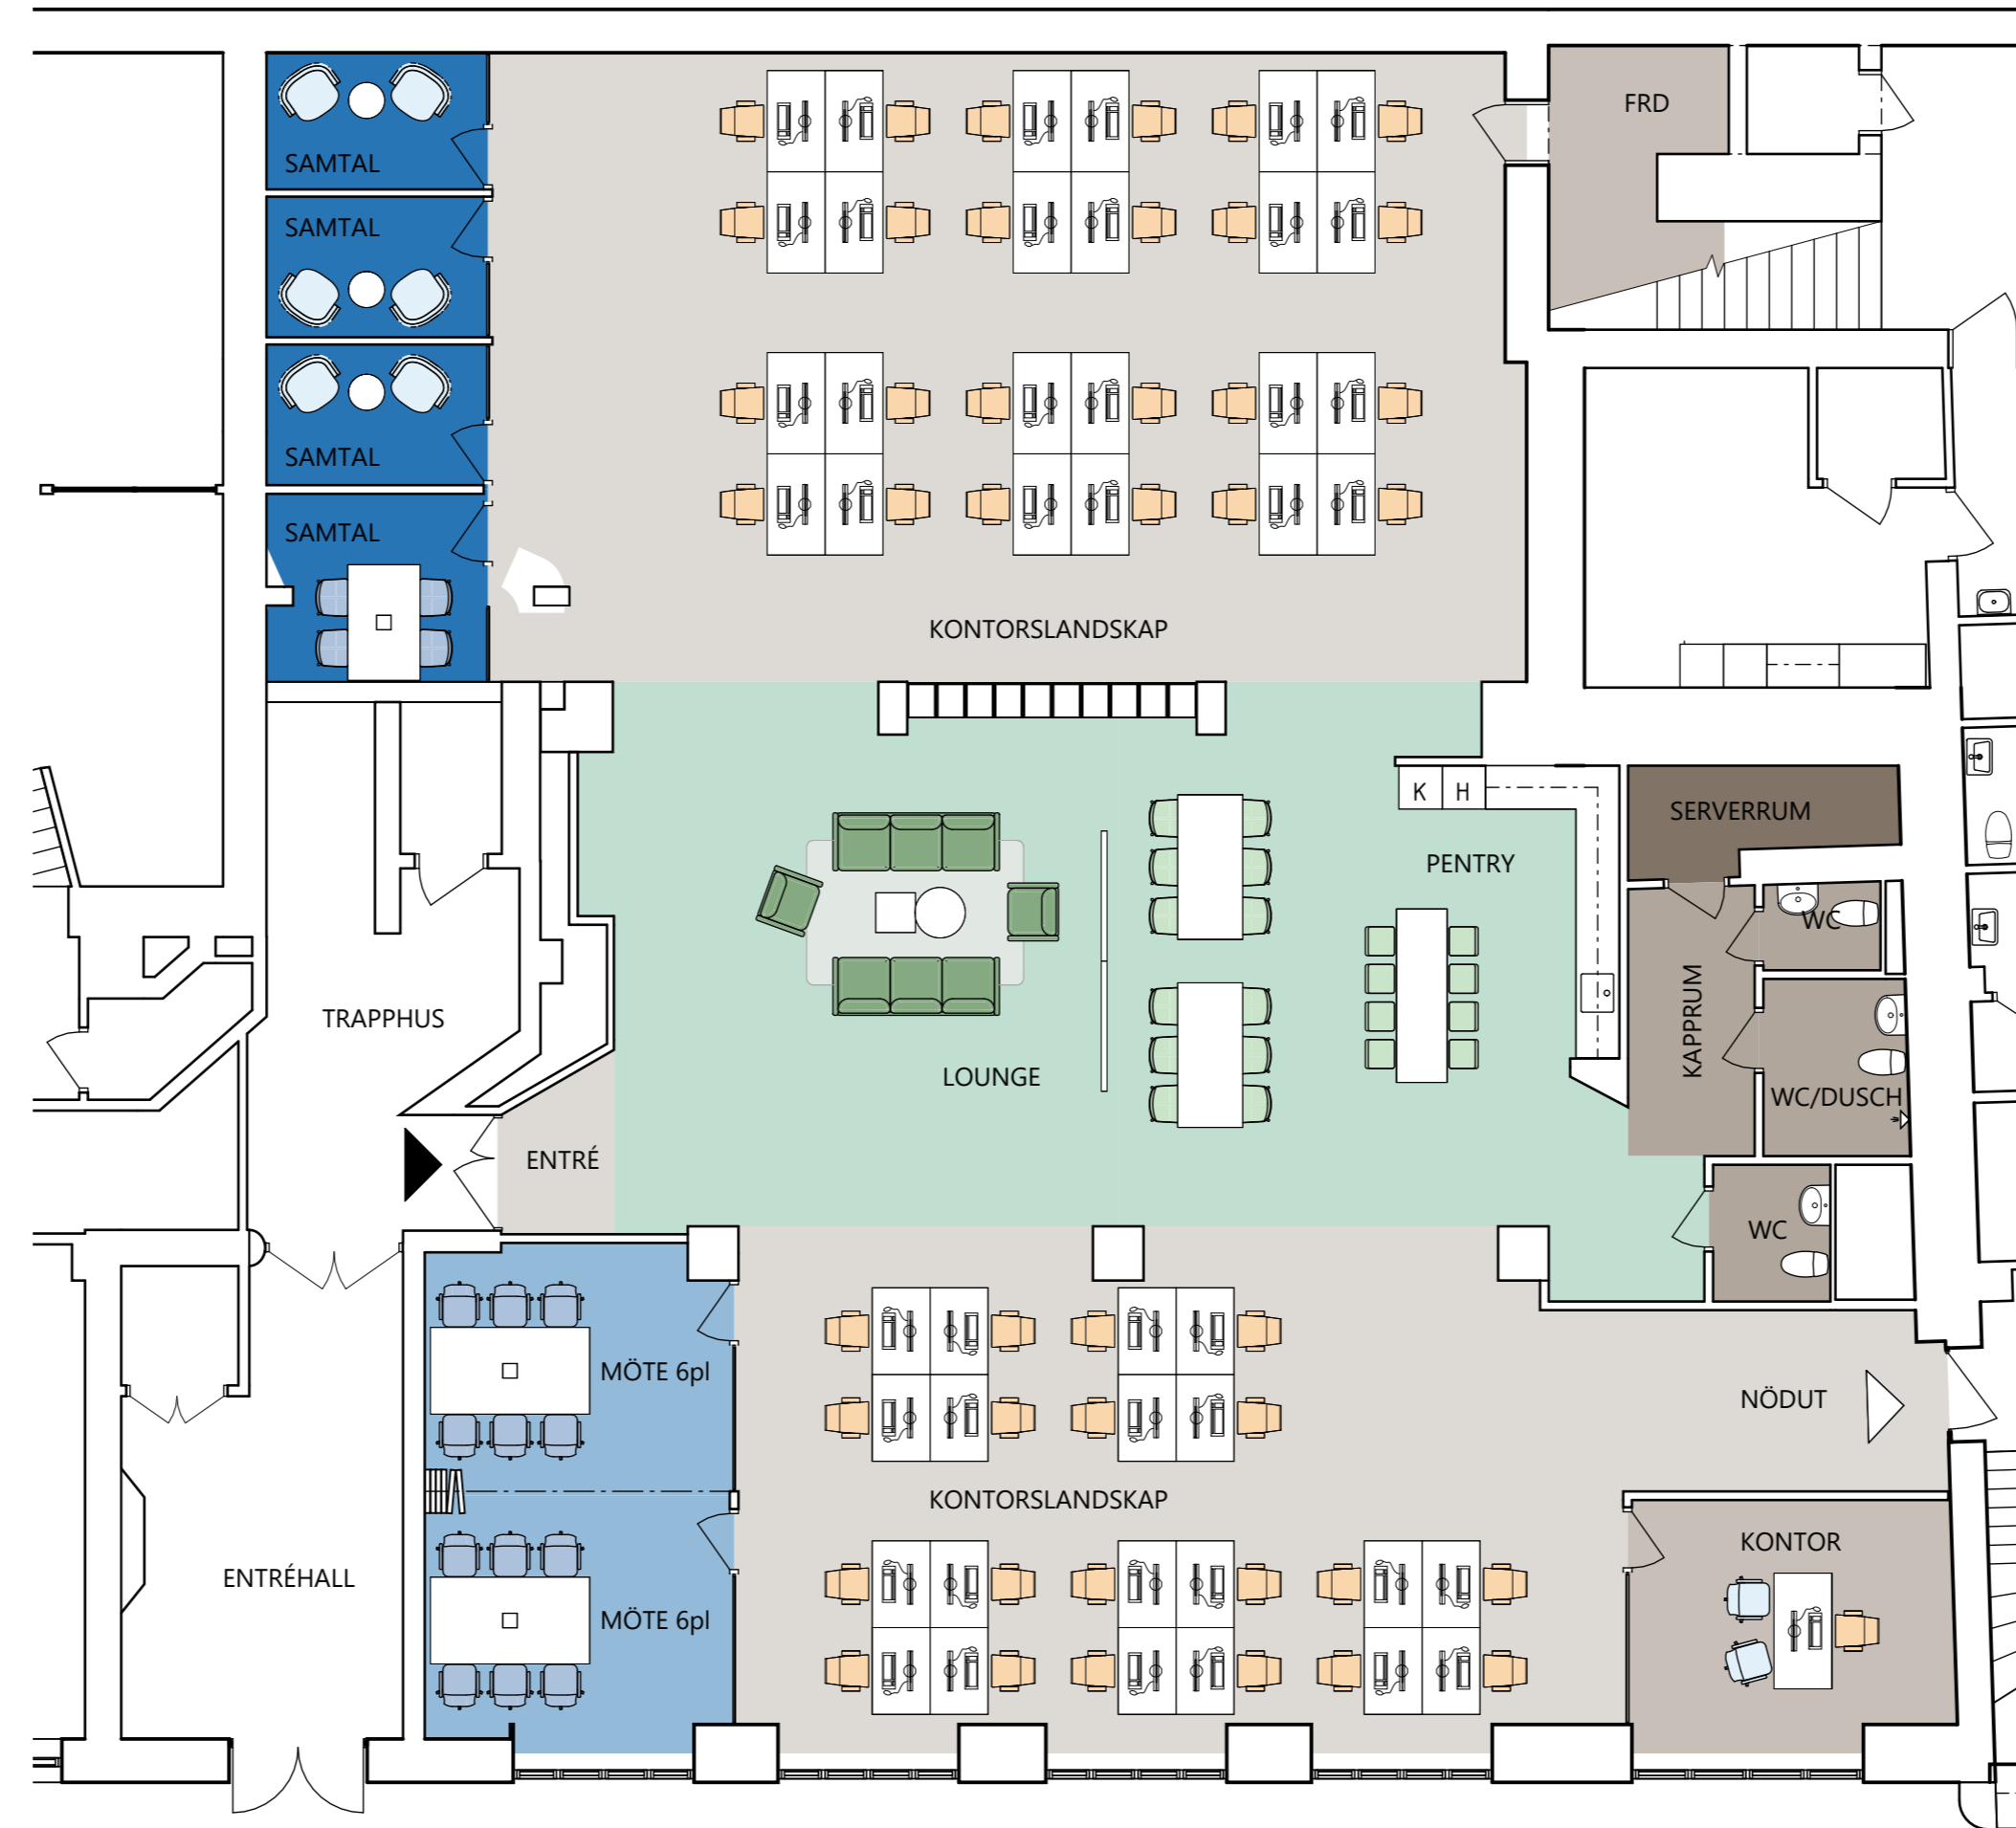 FRD
SAMTAL
SAMTAL
SAMTAL
SAMTAL
KONTORSLANDSKAP
K H
SERVERRUM
PENTRY
WC
KAPPRUM
TRAPPHUS
LOUNGE
WC/DUSCH
ENTRÉ
WC
MÖTE 6pl
NÖDUT
KONTORSLANDSKAP
KONTOR
ENTRÉHALL
MÖTE 6pl